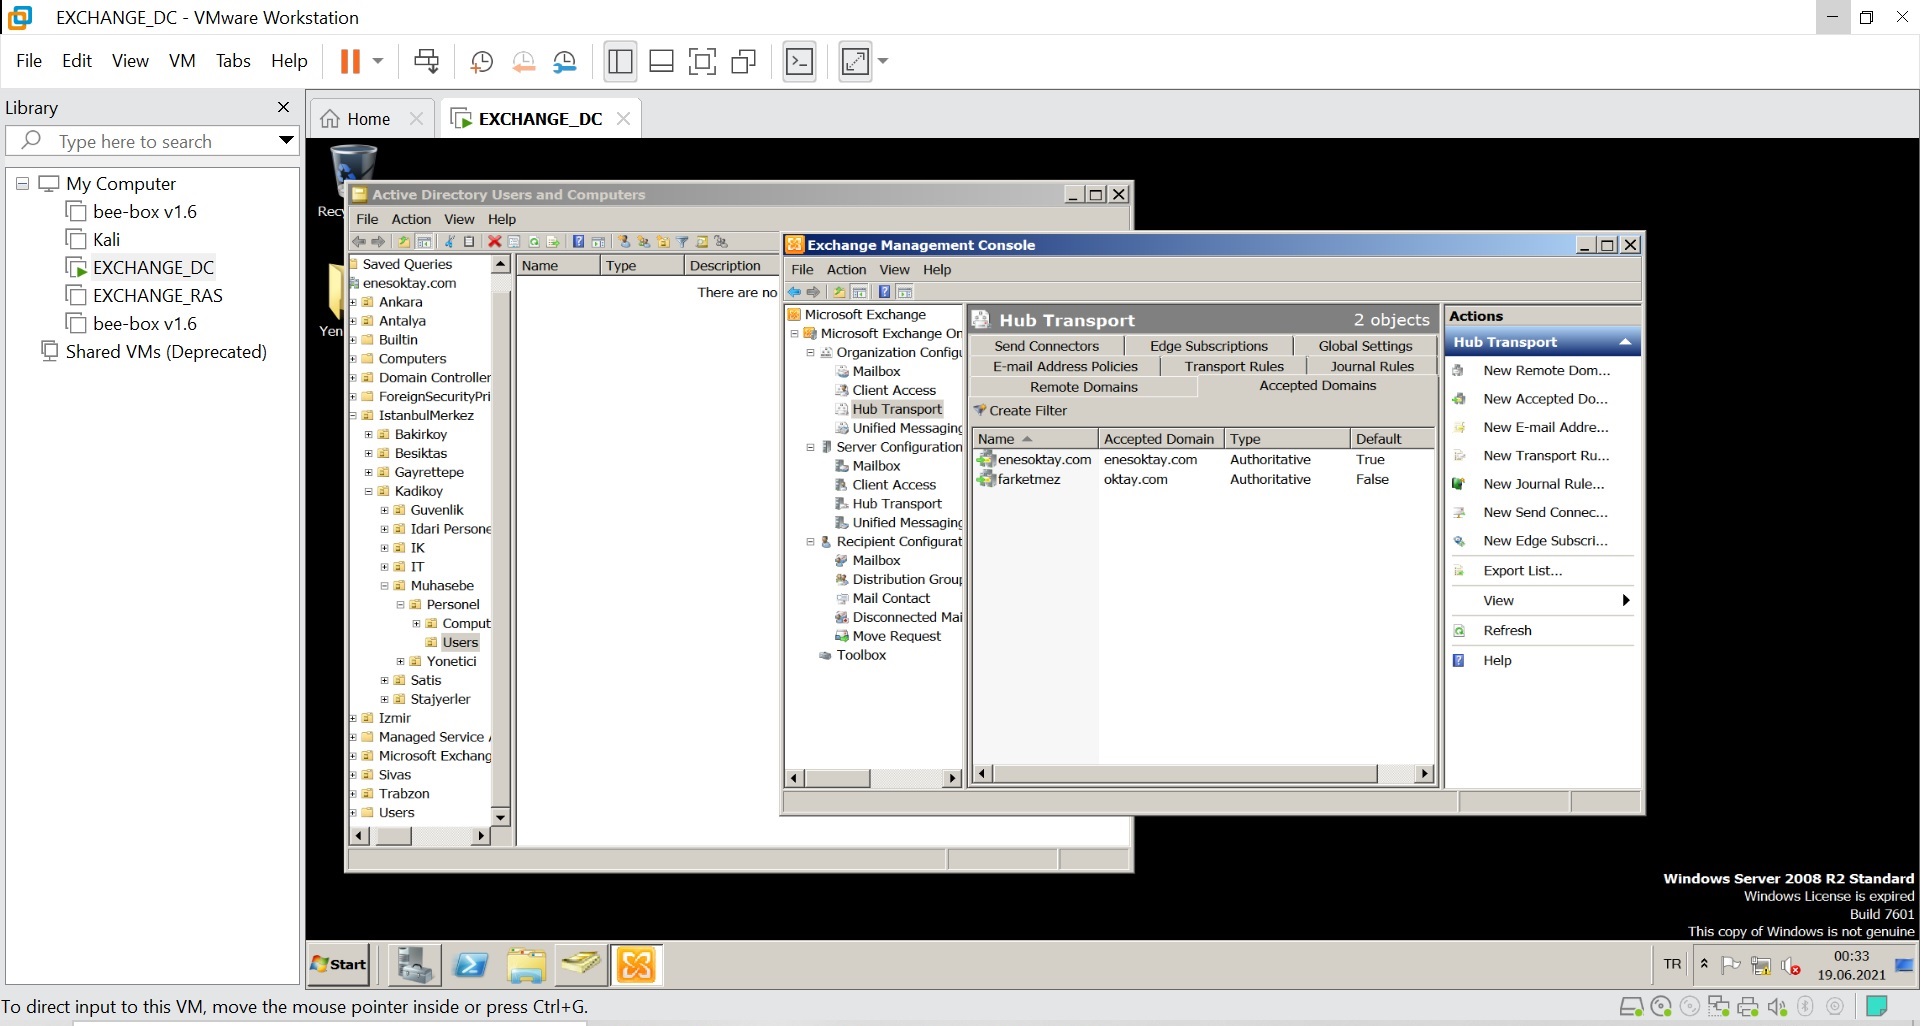 EXCHANGE_DC - VMware Workstation
File Edit View VM Tabs Help
Library
Type here to search
My Computer
bee-box v1.6
Kali
EXCHANGE_DC
EXCHANGE_RAS
bee-box v1.6
Shared VMs (Deprecated)
Home
EXCHANGE_DC
Recy
Yen
Active Directory Users and Computers
File Action View Help
Saved Queries
enesoktay.com
Ankara
Antalya
Builtin
Computers
Domain Controller
ForeignSecurityPri
IstanbulMerkez
Bakirkoy
Besiktas
Gayrettepe
Kadikoy
Guvenlik
Idari Persone
IK
IT
Muhasebe
Personel
Comput
Users
Yonetici
Satis
Stajyerler
Izmir
Managed Service A
Microsoft Exchang
Sivas
Trabzon
Users
Name Type Description
There are no
Exchange Management Console
File Action View Help
Microsoft Exchange
Microsoft Exchange On
Organization Configu
Mailbox
Client Access
Hub Transport
Unified Messaging
Server Configuration
Mailbox
Client Access
Hub Transport
Unified Messaging
Recipient Configurat
Mailbox
Distribution Group
Mail Contact
Disconnected Mai
Move Request
Toolbox
Hub Transport 2 objects
Send Connectors Edge Subscriptions Global Settings
E-mail Address Policies Transport Rules Journal Rules
Remote Domains Accepted Domains
Create Filter
Name Accepted Domain Type Default
enesoktay.com enesoktay.com Authoritative True
farketmez oktay.com Authoritative False
Actions
Hub Transport
New Remote Dom...
New Accepted Do...
New E-mail Addre...
New Transport Ru...
New Journal Rule...
New Send Connec...
New Edge Subscri...
Export List...
View
Refresh
Help
Windows Server 2008 R2 Standard
Windows License is expired
Build 7601
This copy of Windows is not genuine
Start
TR
00:33
19.06.2021
To direct input to this VM, move the mouse pointer inside or press Ctrl+G.